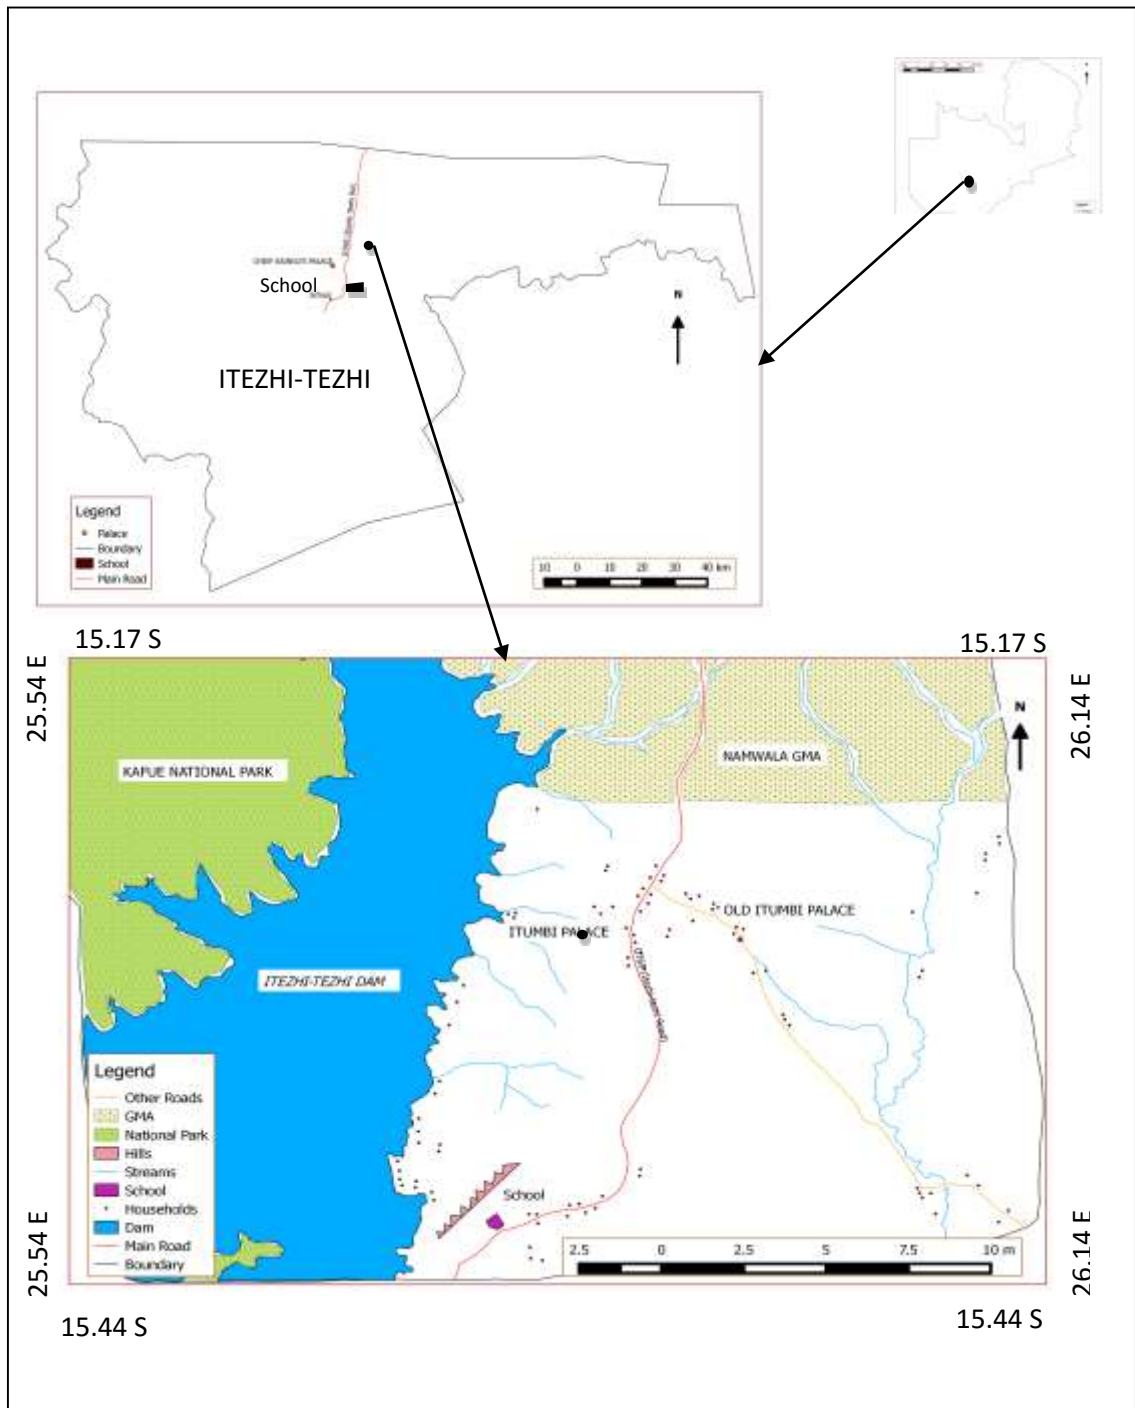 School
N
ITEZHI-TEZHI
Legend
Palace
Boundary
School
Main Road
10 0 10 20 30 40 km
15.17 S
15.17 S
25.54 E
26.14 E
N
KAFUE NATIONAL PARK
NAMWALA GMA
ITUMBI PALACE
OLD ITUMBI PALACE
ITEZHI-TEZHI DAM
Legend
Other Roads
GMA
National Park
Hills
Streams
School
Households
Dam
Main Road
Boundary
School
2.5 0 2.5 5 7.5 10 m
25.54 E
26.14 E
15.44 S
15.44 S